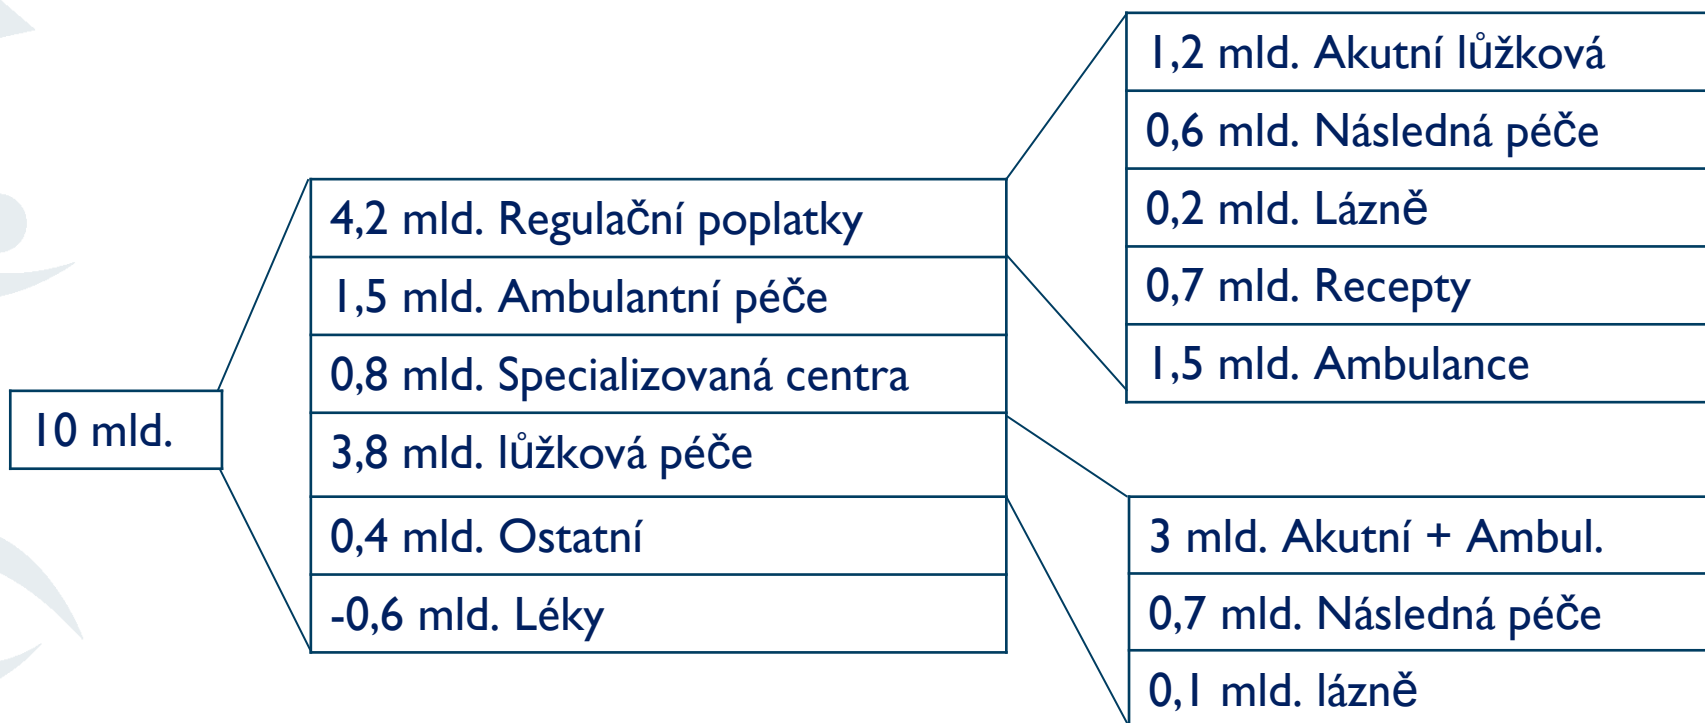 10 mld.
4,2 mld. Regulační poplatky
1,5 mld. Ambulantní péče
0,8 mld. Specializovaná centra
3,8 mld. lůžková péče
0,4 mld. Ostatní
-0,6 mld. Léky
1,2 mld. Akutní lůžková
0,6 mld. Následná péče
0,2 mld. Lázně
0,7 mld. Recepty
1,5 mld. Ambulance
3 mld. Akutní + Ambul.
0,7 mld. Následná péče
0,1 mld. lázně